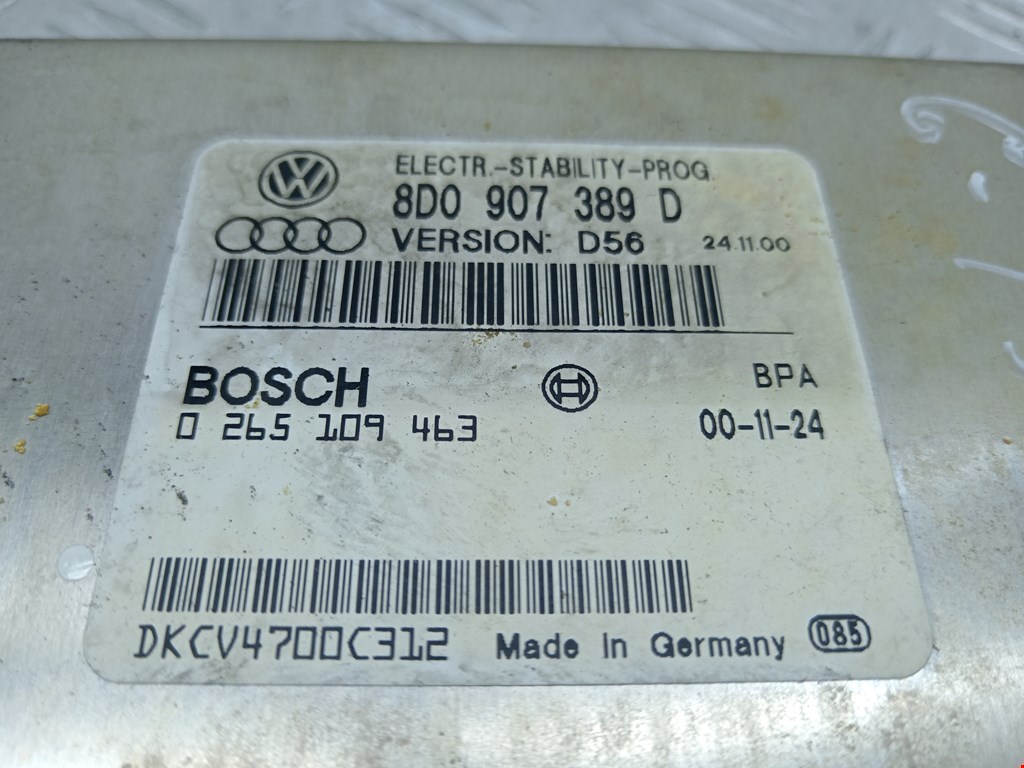 ELECTR.-STABILITY-PROG.
8D0 907 389 D
VERSION: D56 24.11.00
BOSCH
BPA
0 265 109 463
00-11-24
DKCV4700C312
Made In Germany 085